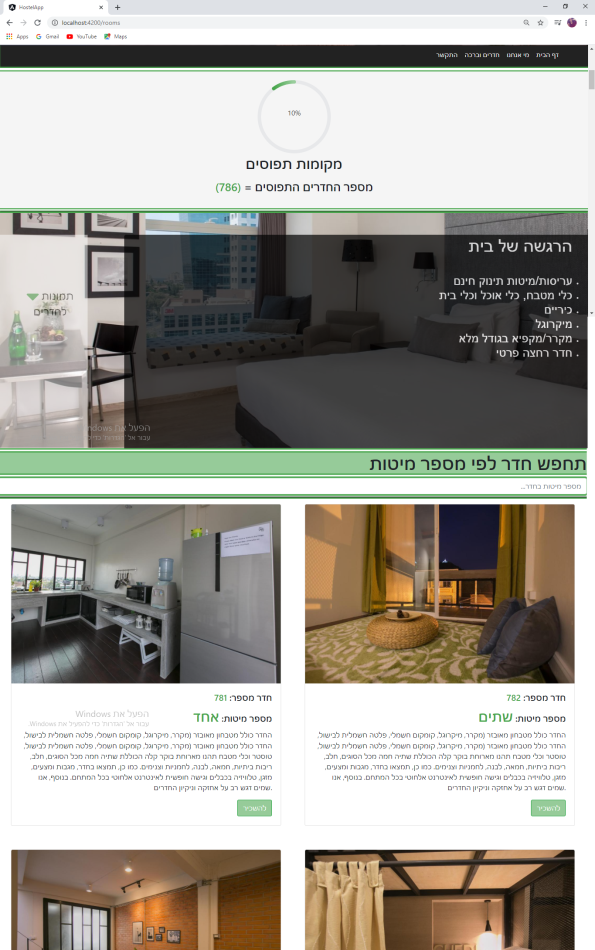 HostelApp
localhost:4200/rooms
Apps
Gmail
YouTube
Maps
דף הבית
מי אנחנו
חדרים וברכה
התקשר
10%
מקומות תפוסים
מספר החדרים התפוסים = (786)
הרגשה של בית
. עריסות/מיטות תינוק חינם
. כלי מטבח, כלי אוכל וכלי בית
. כיריים
. מיקרוגל
. מקרר/מקפיא בגודל מלא
. חדר רחצה פרטי
תמונות
לחדרים
הפעל את Windows
תחפש חדר לפי מספר מיטות
מספר מיטות בחדר...
חדר מספר: 782
מספר מיטות: שתים
החדר כולל מטבחון מאובזר (מקרר, מיקרוגל, קומקום חשמלי, פלטה חשמלית לבישול,
החדר כולל מטבחון מאובזר (מקרר, מיקרוגל, קומקום חשמלי, פלטה חשמלית לבישול,
טוסטר וכלי מטבח תהנו מארוחת בוקר קלה הכוללת שתיה חמה מכל הסוגים, חלב,
ריבות ביתיות, חמאה, לבנה, לחמניות וצנימים. כמו כן, תמצאו בחדר, מגבות ומצעים,
מזגן, טלוויזיה בכבלים וגישה חופשית לאינטרנט אלחוטי בכל המתחם. בנוסף, אנו
שמים דגש רב על אחזקה וניקיון החדרים.
להשכיר
חדר מספר: 781
מספר מיטות: אחד
הפעל את Windows
עבור אל 'הגדרות' כדי להפעיל את Windows.
החדר כולל מטבחון מאובזר (מקרר, מיקרוגל, קומקום חשמלי, פלטה חשמלית לבישול,
החדר כולל מטבחון מאובזר (מקרר, מיקרוגל, קומקום חשמלי, פלטה חשמלית לבישול,
טוסטר וכלי מטבח תהנו מארוחת בוקר קלה הכוללת שתיה חמה מכל הסוגים, חלב,
ריבות ביתיות, חמאה, לבנה, לחמניות וצנימים. כמו כן, תמצאו בחדר, מגבות ומצעים,
מזגן, טלוויזיה בכבלים וגישה חופשית לאינטרנט אלחוטי בכל המתחם. בנוסף, אנו
שמים דגש רב על אחזקה וניקיון החדרים.
להשכיר